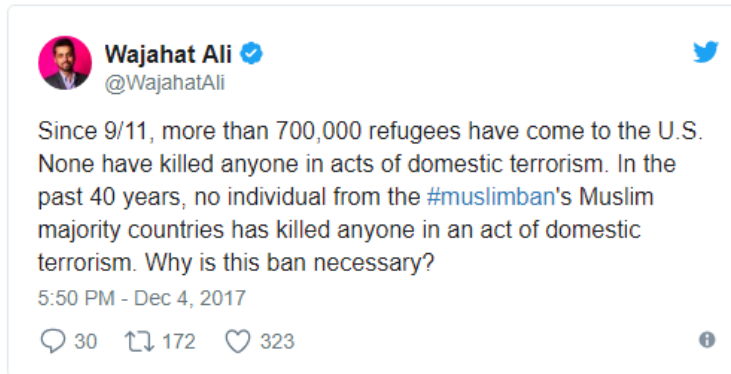 Wajahat Ali
@WajahatAli
Since 9/11, more than 700,000 refugees have come to the U.S.
None have killed anyone in acts of domestic terrorism. In the
past 40 years, no individual from the #muslimban's Muslim
majority countries has killed anyone in an act of domestic
terrorism. Why is this ban necessary?
5:50 PM - Dec 4, 2017
30 172 323